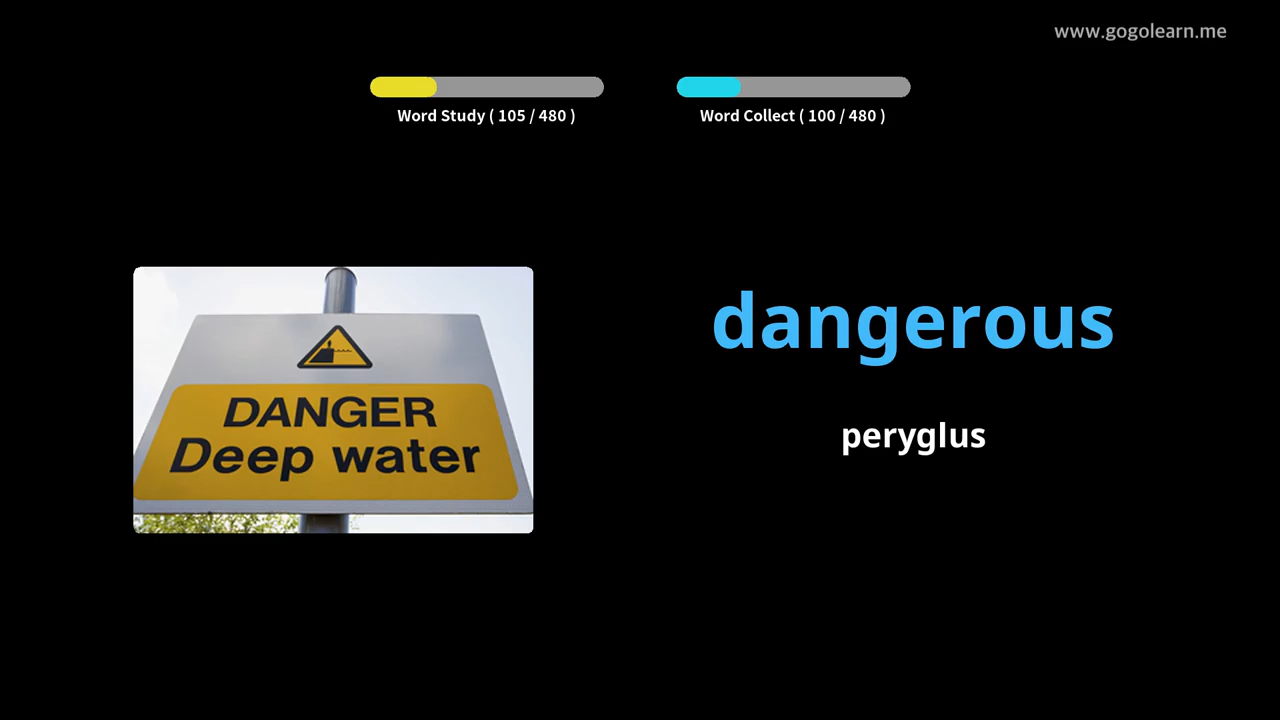 www.gogolearn.me
Word Study ( 105 / 480 )
Word Collect ( 100 / 480 )
DANGER
Deep water
dangerous
peryglus